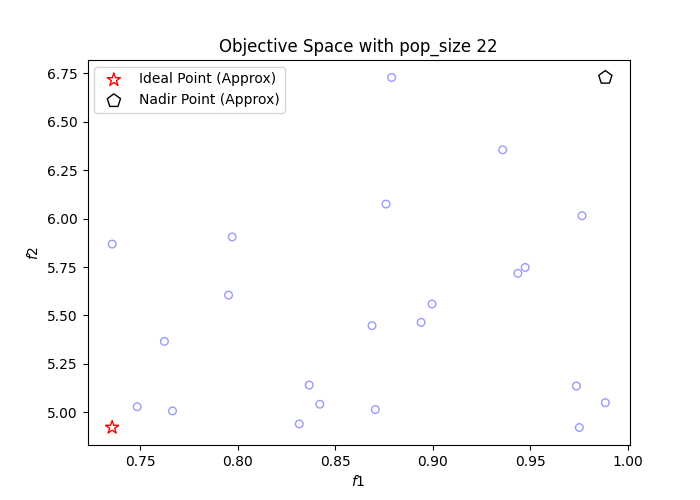 Objective Space with pop_size 22
Ideal Point (Approx)
Nadir Point (Approx)
f2
6.75
6.50
6.25
6.00
5.75
5.50
5.25
5.00
0.75 0.80 0.85 0.90 0.95 1.00
f1